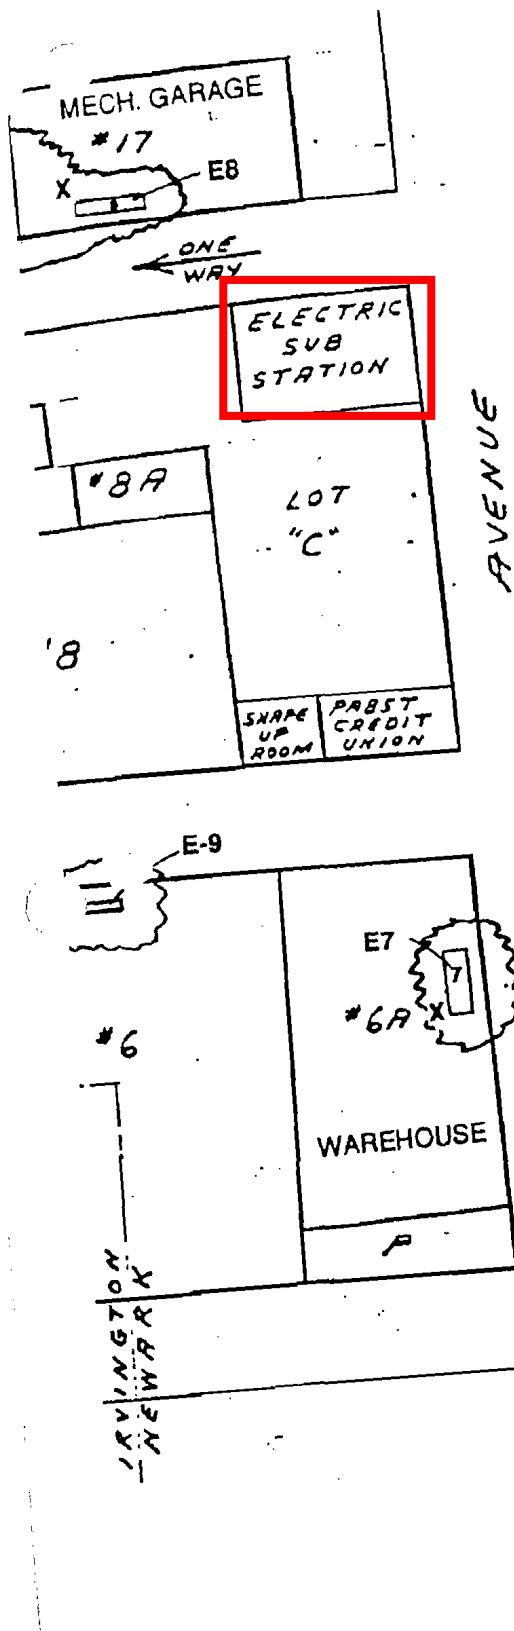 MECH. GARAGE
#17
X
E8
ONE
WAY
ELECTRIC
SUB
STATION
AVENUE
#8A
LOT
"C"
'8
SHAPE
UP
ROOM
PABST
CREDIT
UNION
E-9
E7
7
#6A
X
#6
WAREHOUSE
P
IRVINGTON
NEWARK